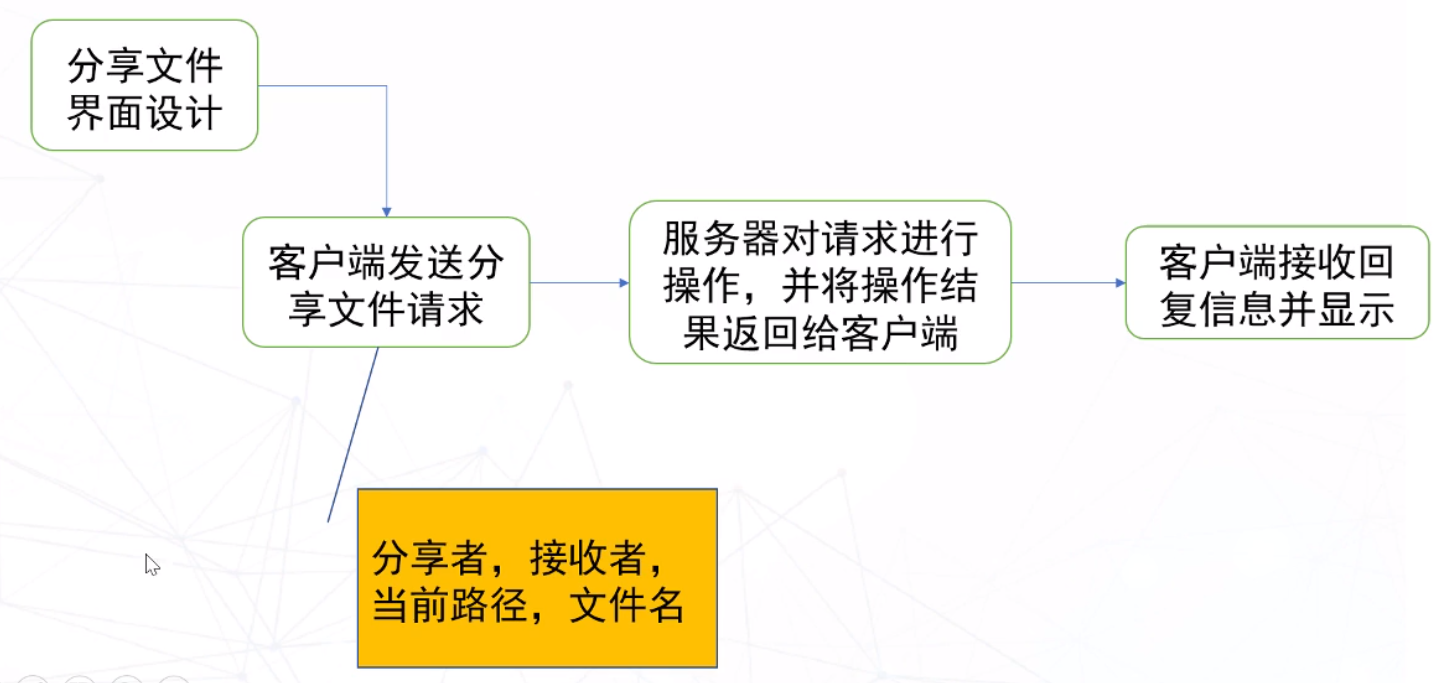 分享文件
界面设计
客户端发送分
享文件请求
服务器对请求进行
操作，并将操作结
果返回给客户端
客户端接收回
复信息并显示
分享者，接收者，
当前路径，文件名